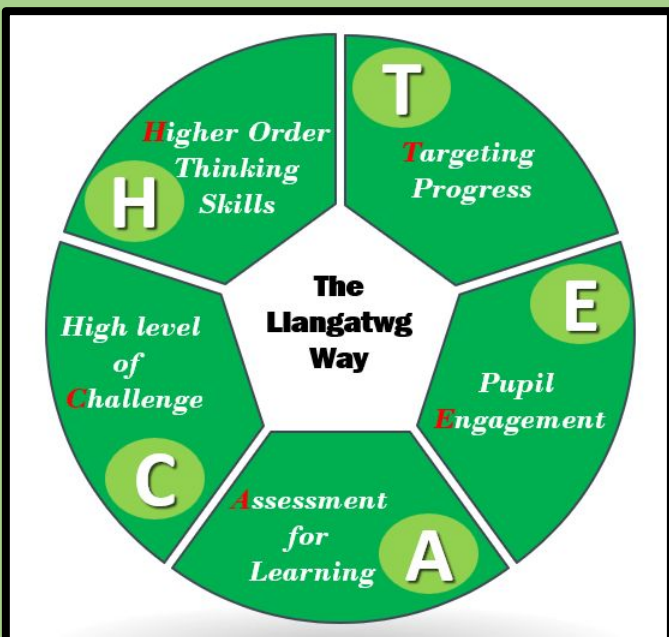 T
Targeting
Progress
E
Pupil
Engagement
A
Assessment
for
Learning
C
High level
of
Challenge
H
Higher Order
Thinking
Skills
The
Llangatwg
Way